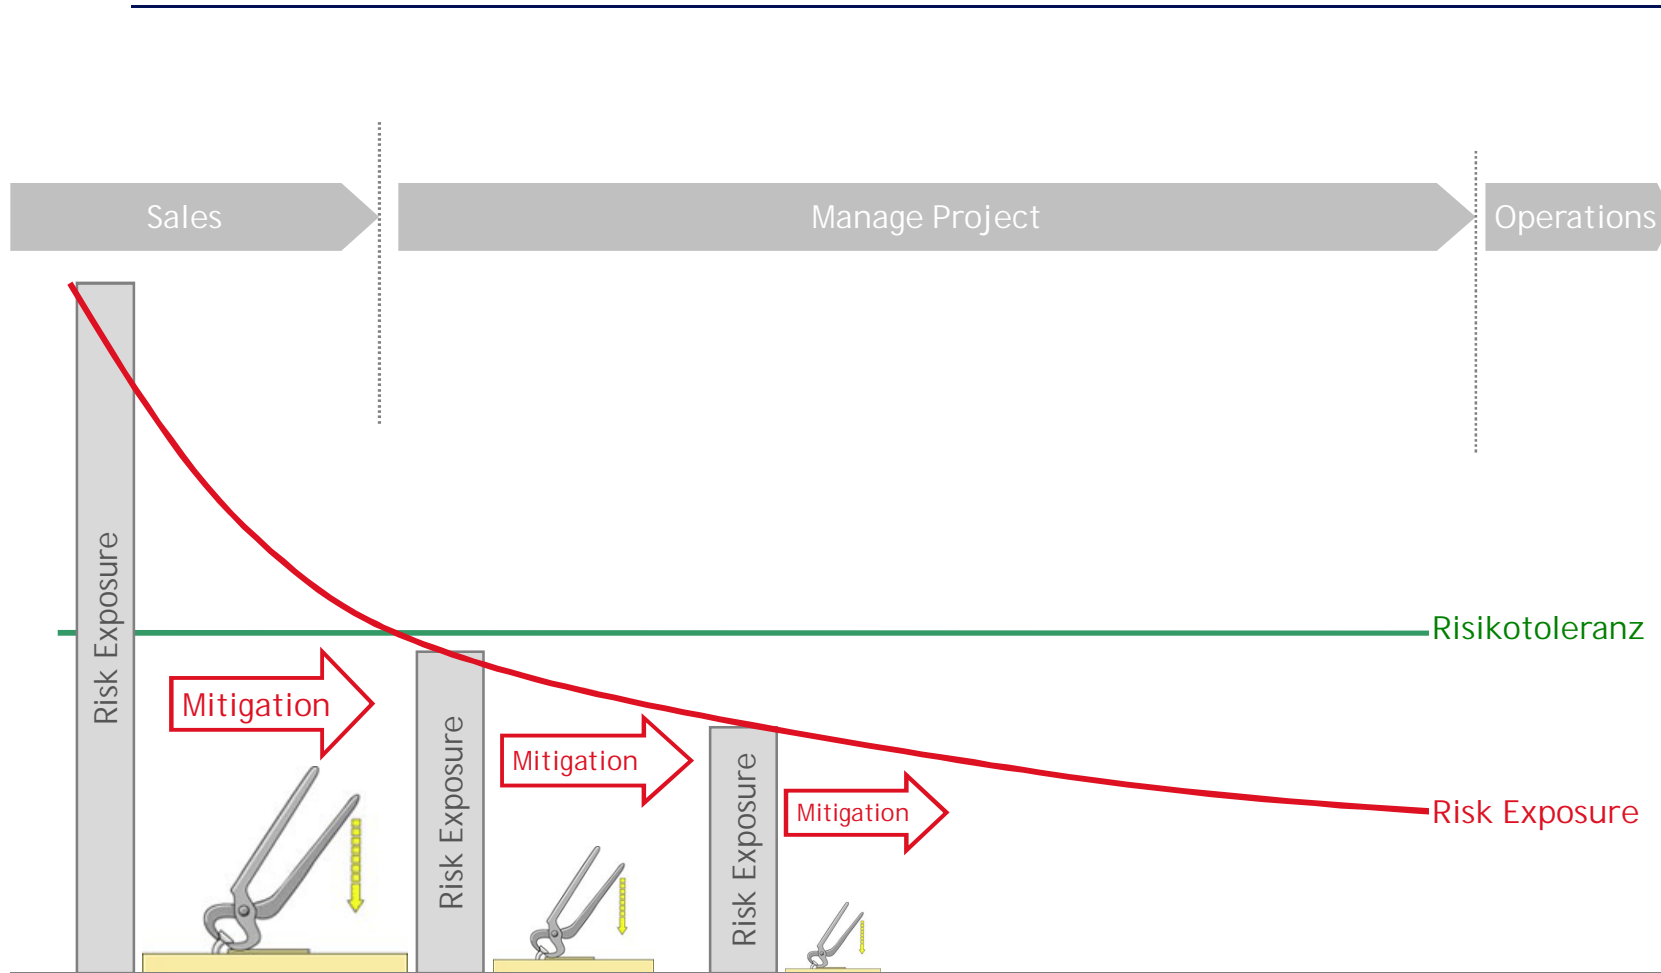 Sales
Manage Project
Operations
Risk Exposure
Risikotoleranz
Mitigation
Risk Exposure
Mitigation
Risk Exposure
Mitigation
Risk Exposure